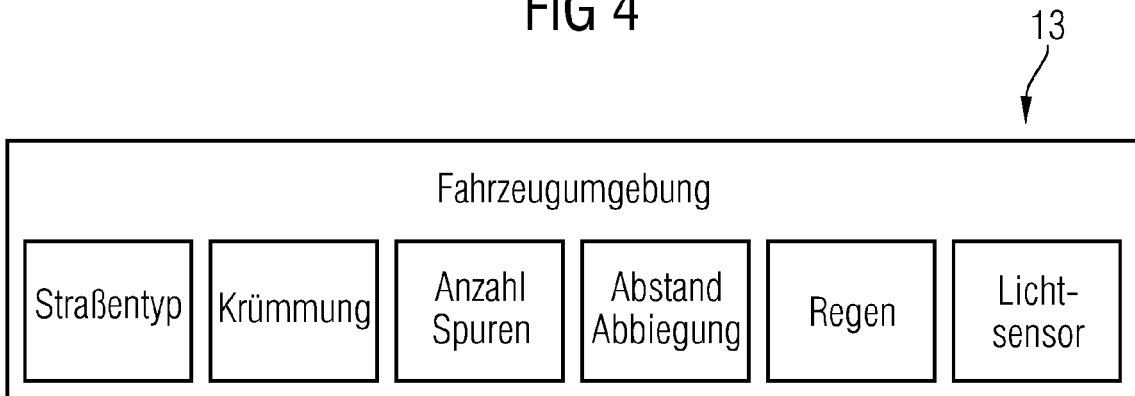 FIG 4
13
Fahrzeugumgebung
Straßentyp
Krümmung
Anzahl
Spuren
Abstand
Abbiegung
Regen
Licht-
sensor